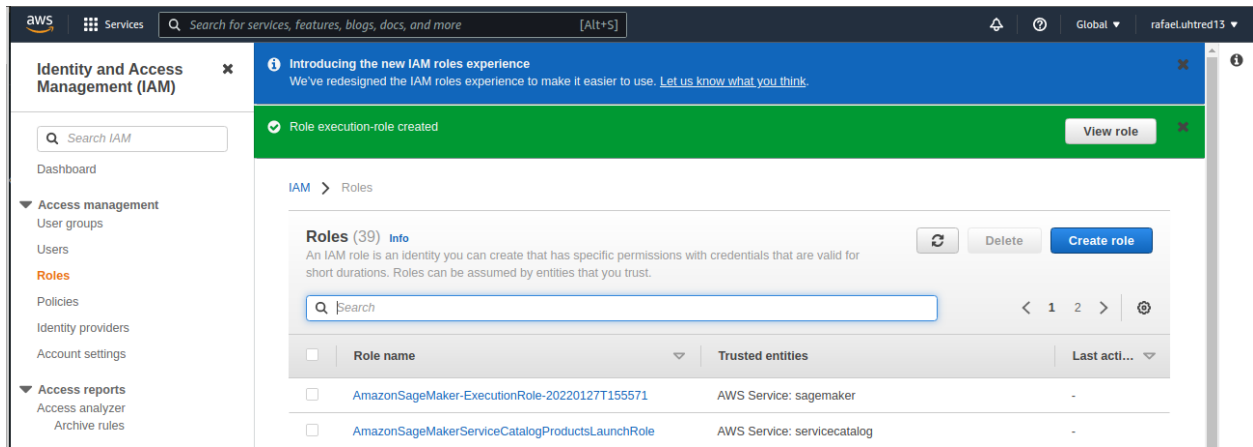 aws
Services
Search for services, features, blogs, docs, and more
[Alt+S]
Global
rafael.uhtred13
Identity and Access
Management (IAM)
Search IAM
Dashboard
Access management
User groups
Users
Roles
Policies
Identity providers
Account settings
Access reports
Access analyzer
Archive rules
Introducing the new IAM roles experience
We've redesigned the IAM roles experience to make it easier to use. Let us know what you think.
Role execution-role created
View role
IAM > Roles
Roles (39) Info
An IAM role is an identity you can create that has specific permissions with credentials that are valid for
short durations. Roles can be assumed by entities that you trust.
Delete
Create role
Search
1 2
Role name
Trusted entities
Last acti...
AmazonSageMaker-ExecutionRole-20220127T155571
AWS Service: sagemaker
-
AmazonSageMakerServiceCatalogProductsLaunchRole
AWS Service: servicecatalog
-